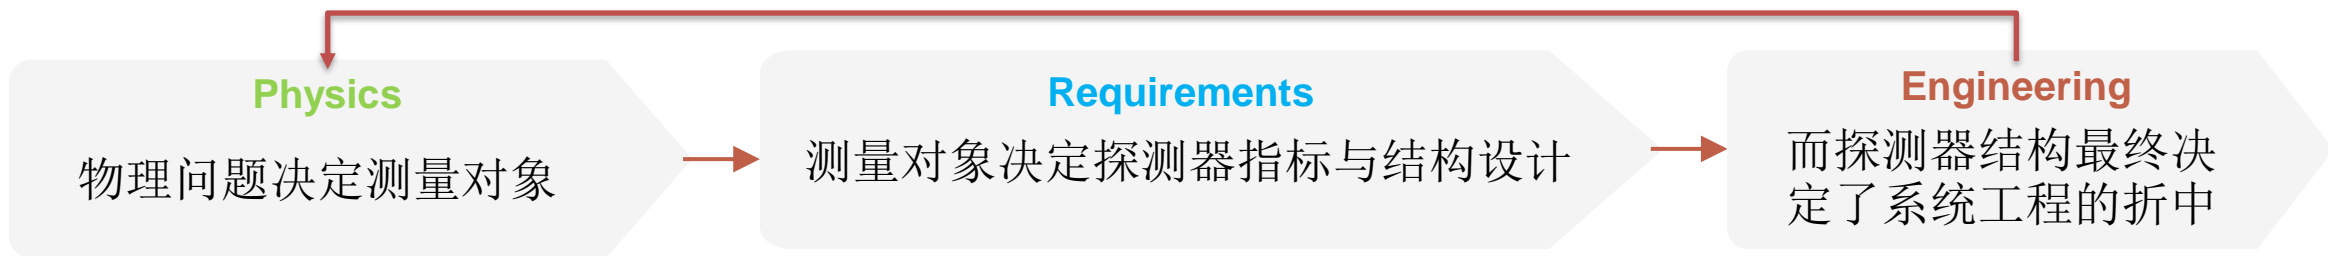 Physics
物理问题决定测量对象
Requirements
测量对象决定探测器指标与结构设计
Engineering
而探测器结构最终决
定了系统工程的折中